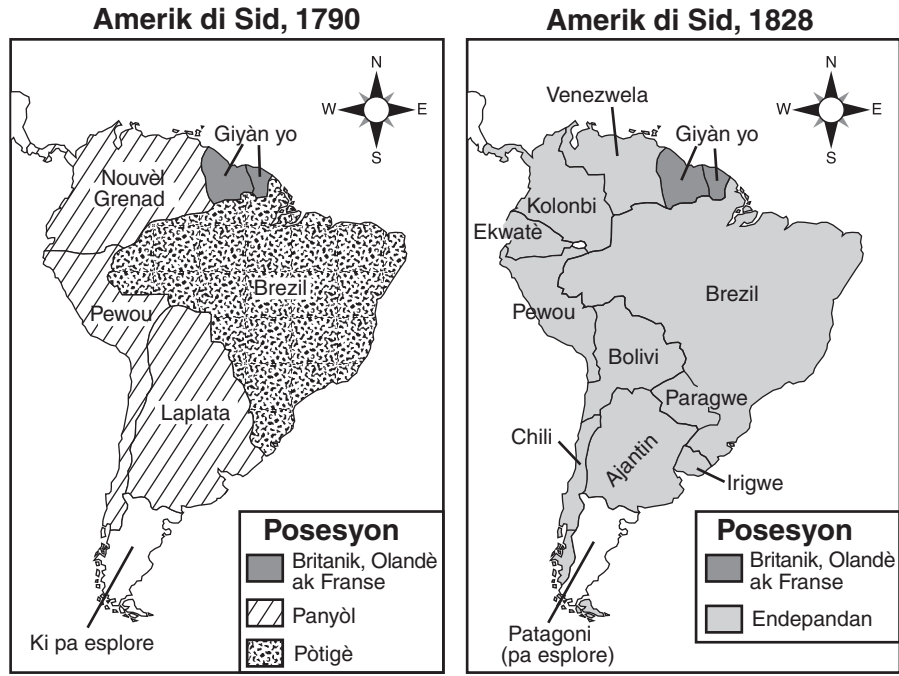 Amerik di Sid, 1790
N
W
E
S
Giyàn yo
Nouvèl
Grenad
Brezil
Pewou
Laplata
Ki pa esplore
Posesyon
Britanik, Olandè
ak Franse
Panyòl
Pòtigè
Amerik di Sid, 1828
N
W
E
S
Venezwela
Giyàn yo
Kolonbi
Ekwatè
Brezil
Pewou
Bolivi
Paragwe
Chili
Ajantin
Irigwe
Patagoni
(pa esplore)
Posesyon
Britanik, Olandè
ak Franse
Endepandan